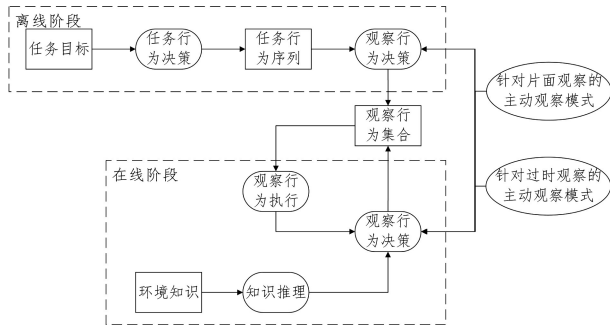 离线阶段
任务目标
任务行
为决策
任务行
为序列
观察行
为决策
针对片面观察的
主动观察模式
观察行
为集合
在线阶段
观察行
为执行
针对过时观察的
主动观察模式
观察行
为决策
环境知识
知识推理